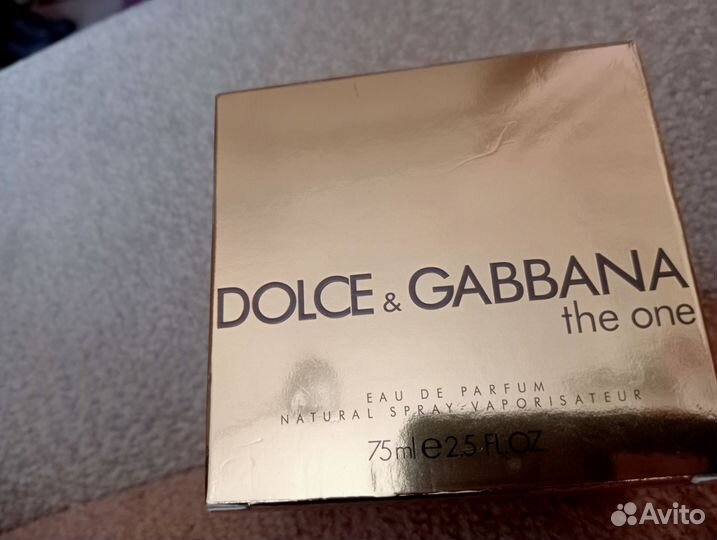 DOLCE & GABBANA
the one
EAU DE PARFUM
NATURAL SPRAY-VAPORISATEUR
75ml e 2.5 FL.OZ.
Avito